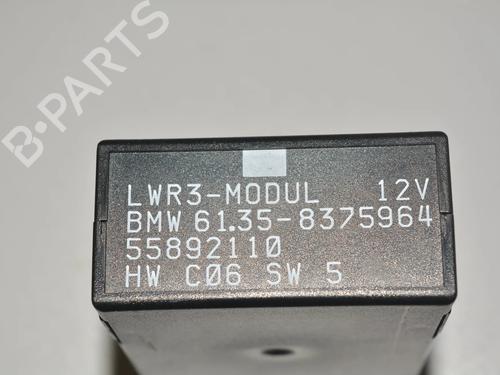 B-PARTS
LWR3-MODUL 12V
BMW 61.35-8375964
55892110
HW C06 SW 5